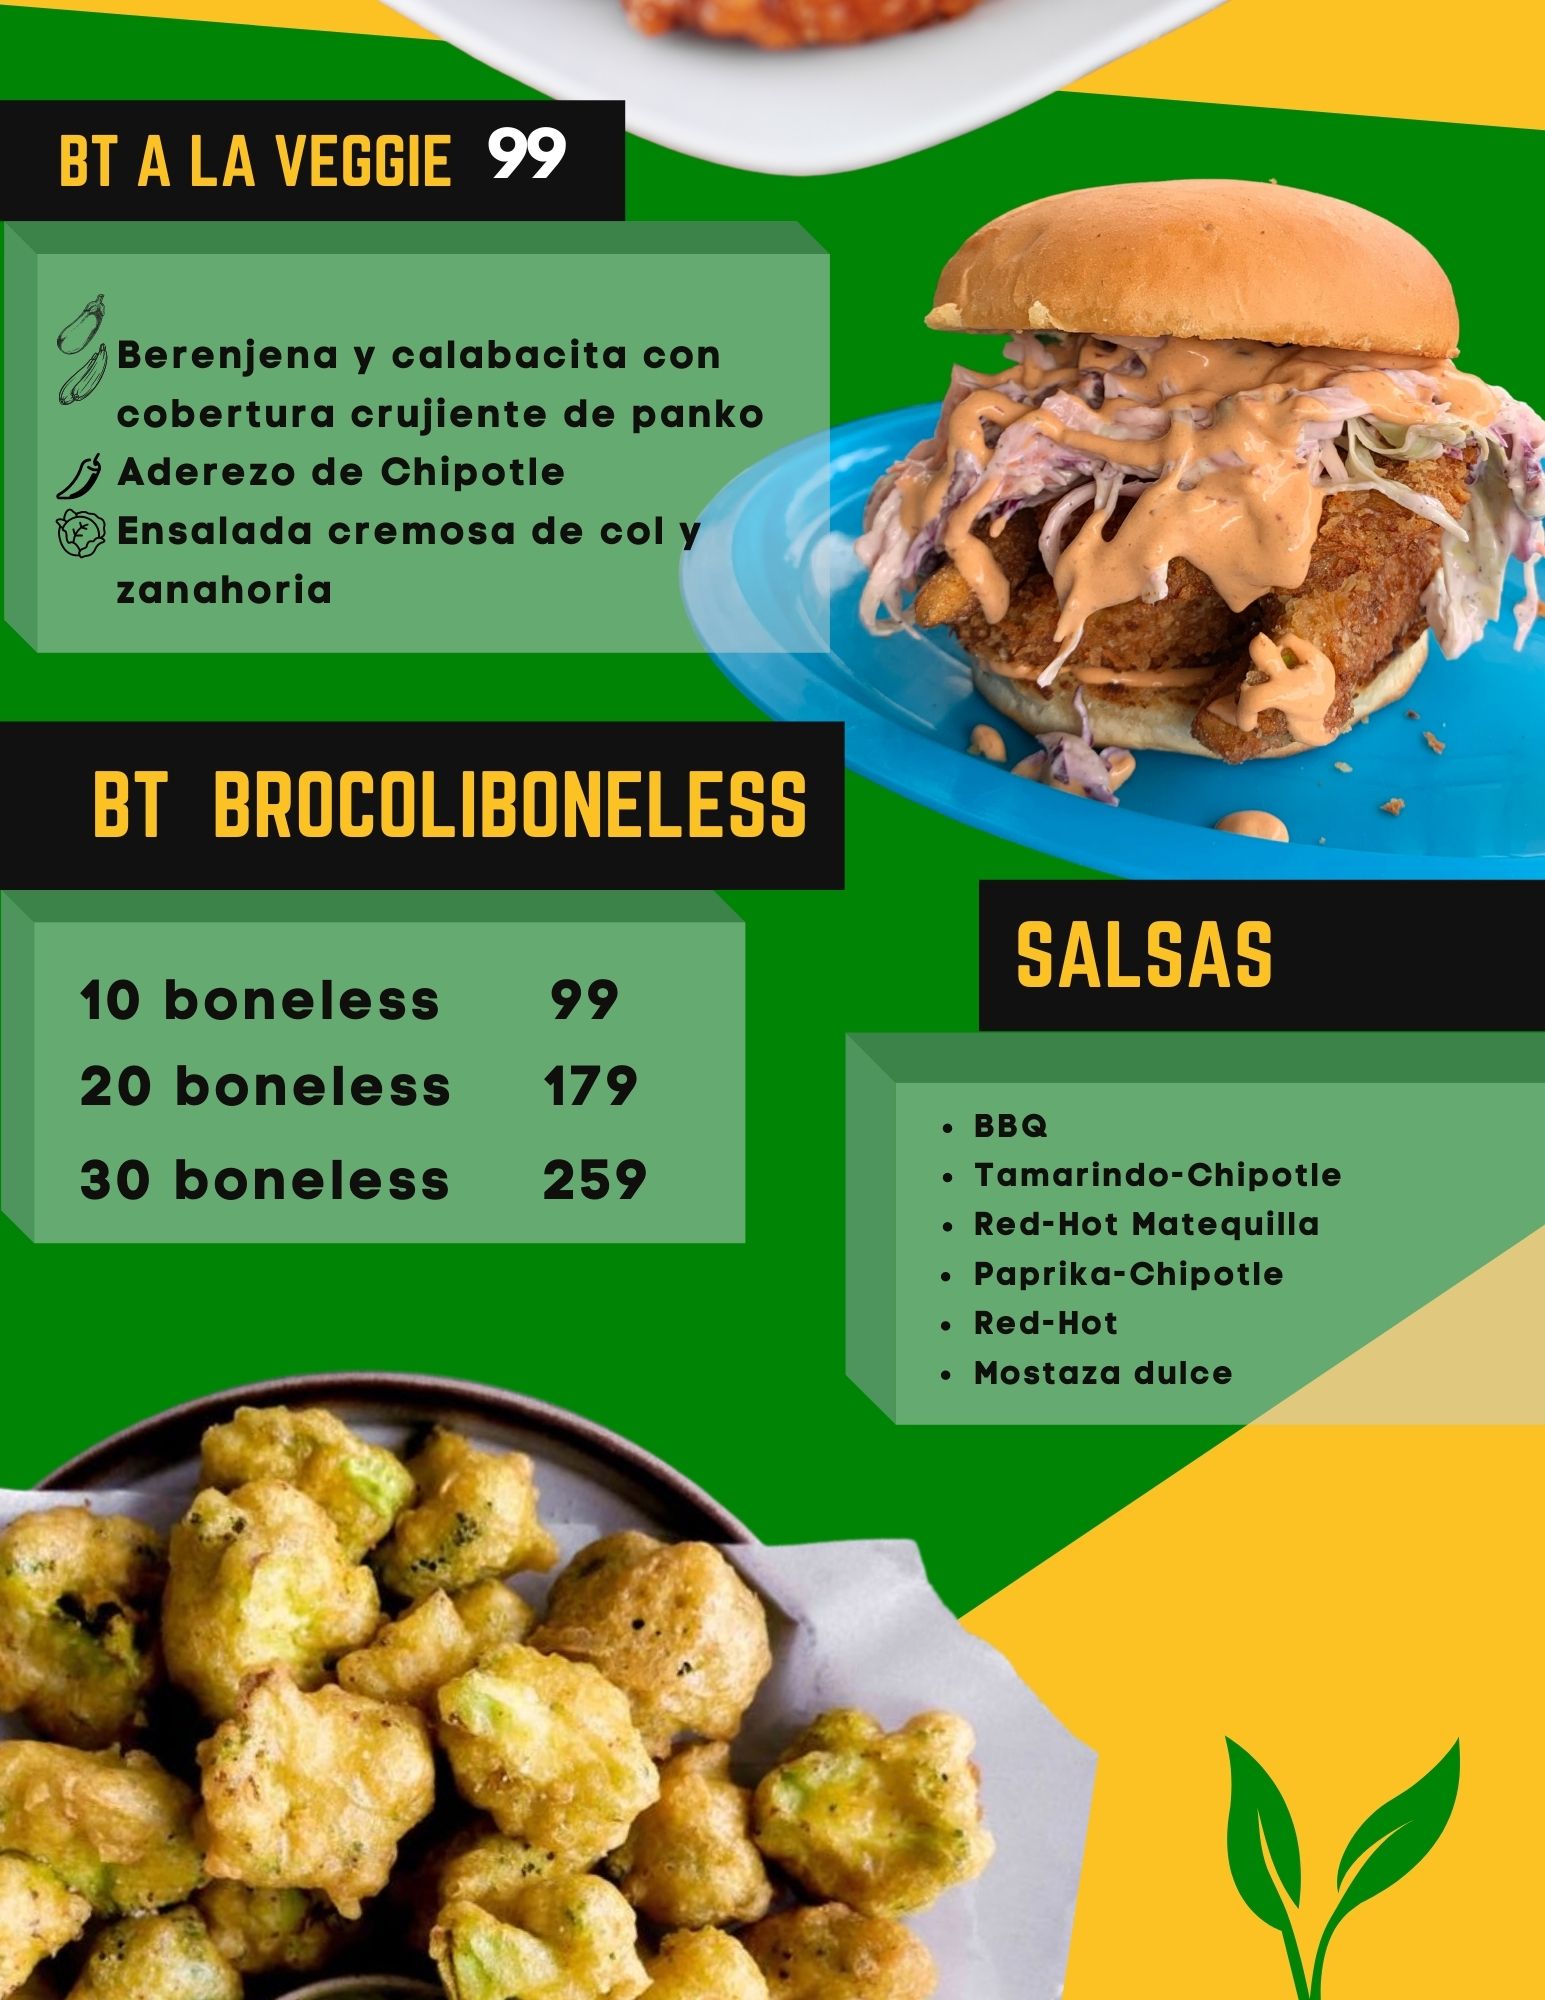 BT A LA VEGGIE 99
Berenjena y calabacita con
cobertura crujiente de panko
Aderezo de Chipotle
Ensalada cremosa de col y
zanahoria
BT BROCOLIBONELESS
10 boneless 99
20 boneless 179
30 boneless 259
SALSAS
• BBQ
• Tamarindo-Chipotle
• Red-Hot Matequilla
• Paprika-Chipotle
• Red-Hot
• Mostaza dulce